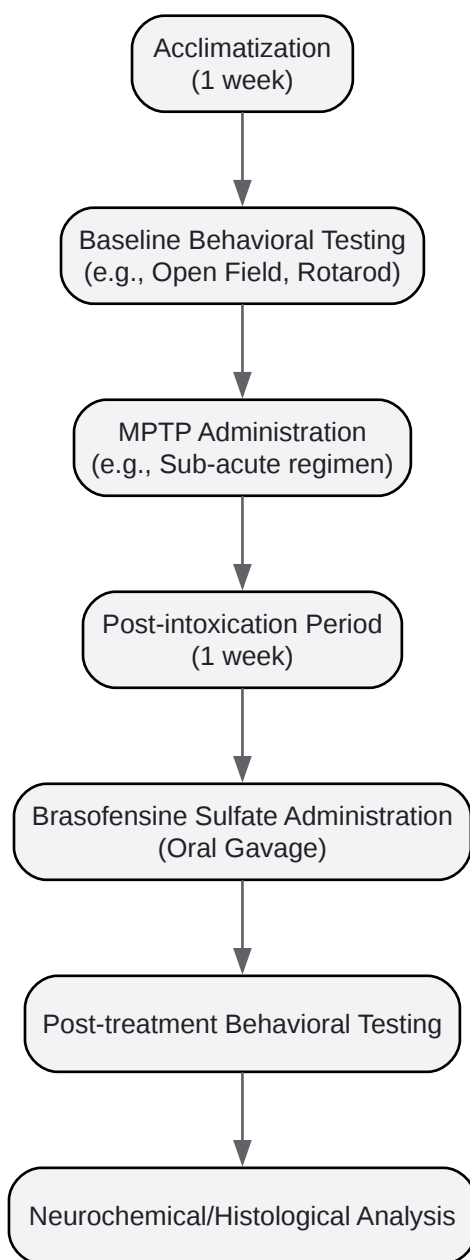 Acclimatization
(1 week)
Baseline Behavioral Testing
(e.g., Open Field, Rotarod)
MPTP Administration
(e.g., Sub-acute regimen)
Post-intoxication Period
(1 week)
Brasofensine Sulfate Administration
(Oral Gavage)
Post-treatment Behavioral Testing
Neurochemical/Histological Analysis